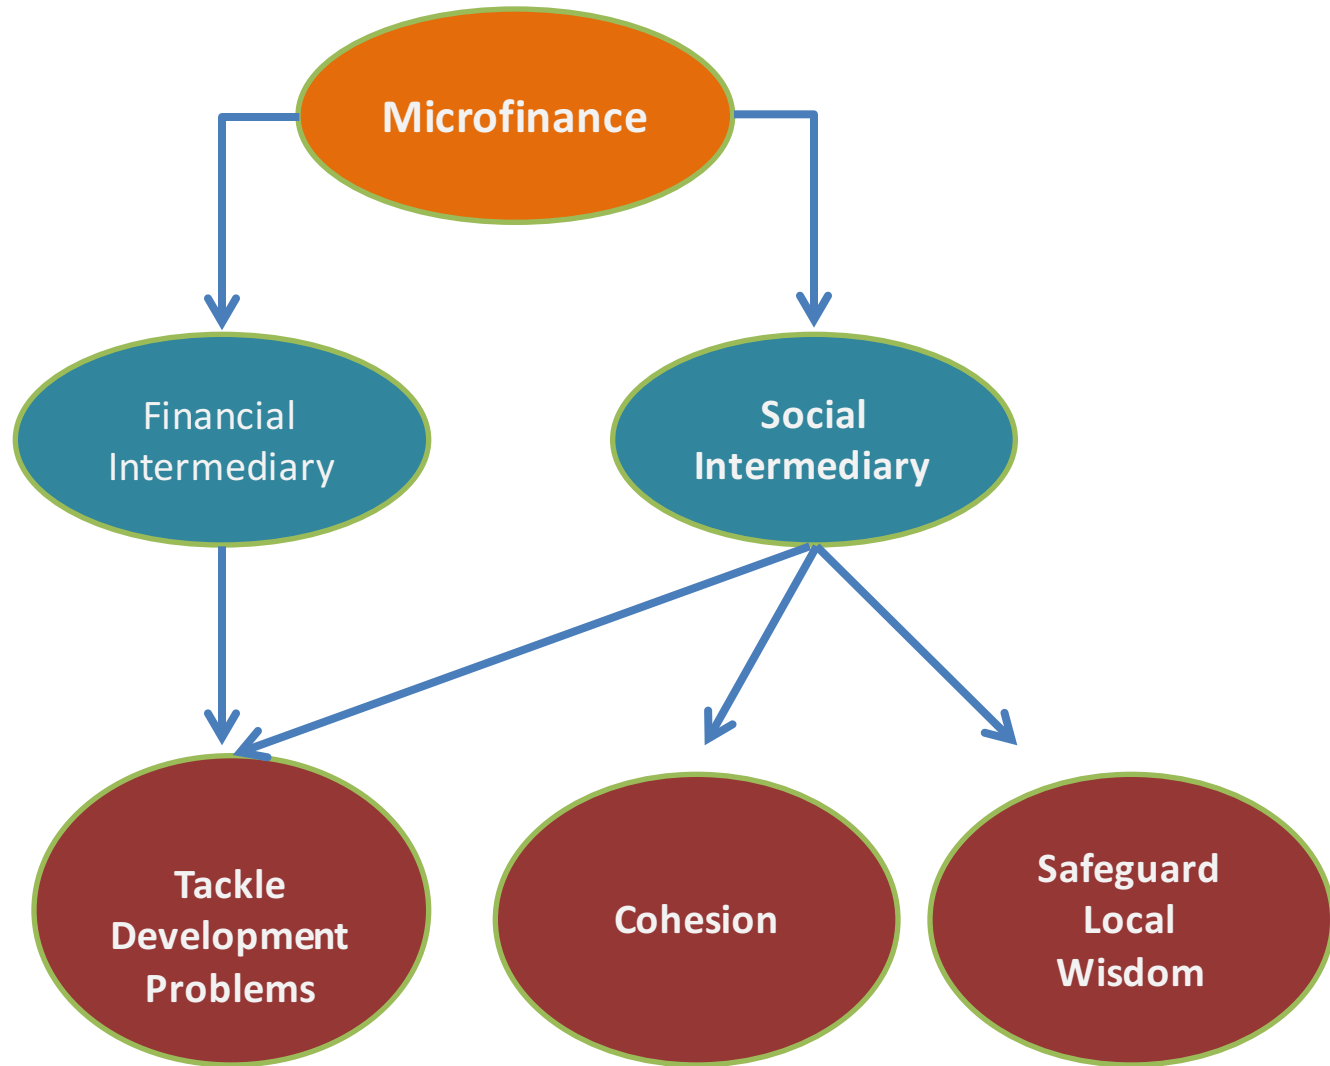 Microfinance
Financial
Intermediary
Social
Intermediary
Tackle
Development
Problems
Cohesion
Safeguard
Local
Wisdom